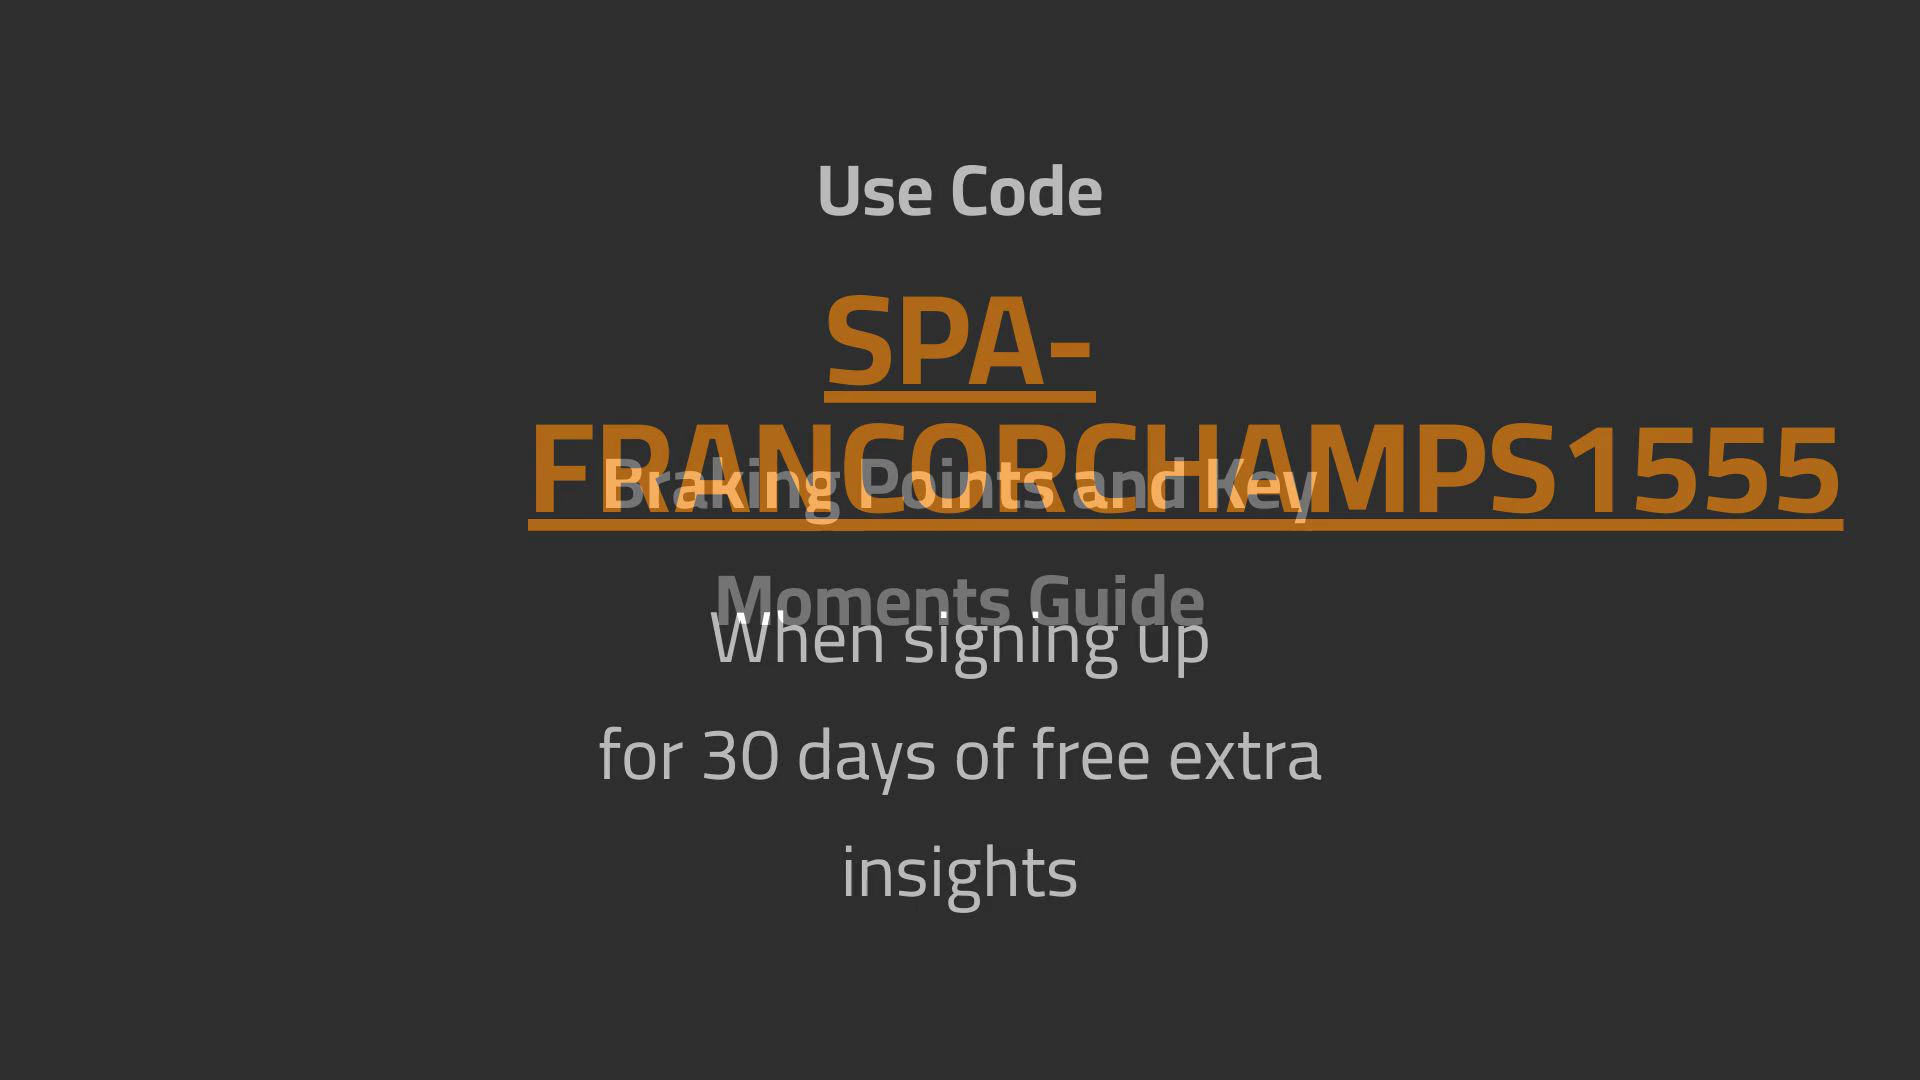 Use Code
SPA-
FRANCORCHAMPS1555
Braking Points and Key
Moments Guide
When signing up
for 30 days of free extra
insights